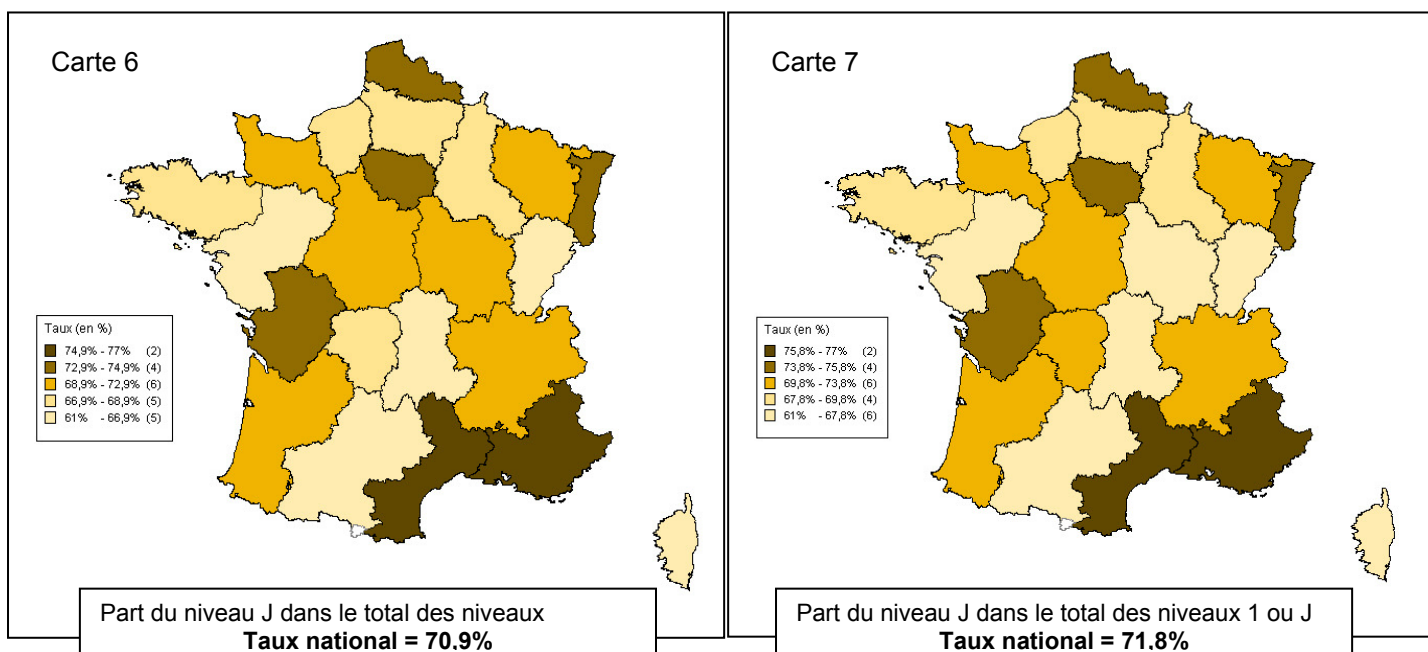 Carte 6
Taux (en %)
74,9% - 77% (2)
72,9% - 74,9% (4)
68,9% - 72,9% (6)
66,9% - 68,9% (5)
61% - 66,9% (5)
Part du niveau J dans le total des niveaux
Taux national = 70,9%
Carte 7
Taux (en %)
75,8% - 77% (2)
73,8% - 75,8% (4)
69,8% - 73,8% (6)
67,8% - 69,8% (4)
61% - 67,8% (6)
Part du niveau J dans le total des niveaux 1 ou J
Taux national = 71,8%